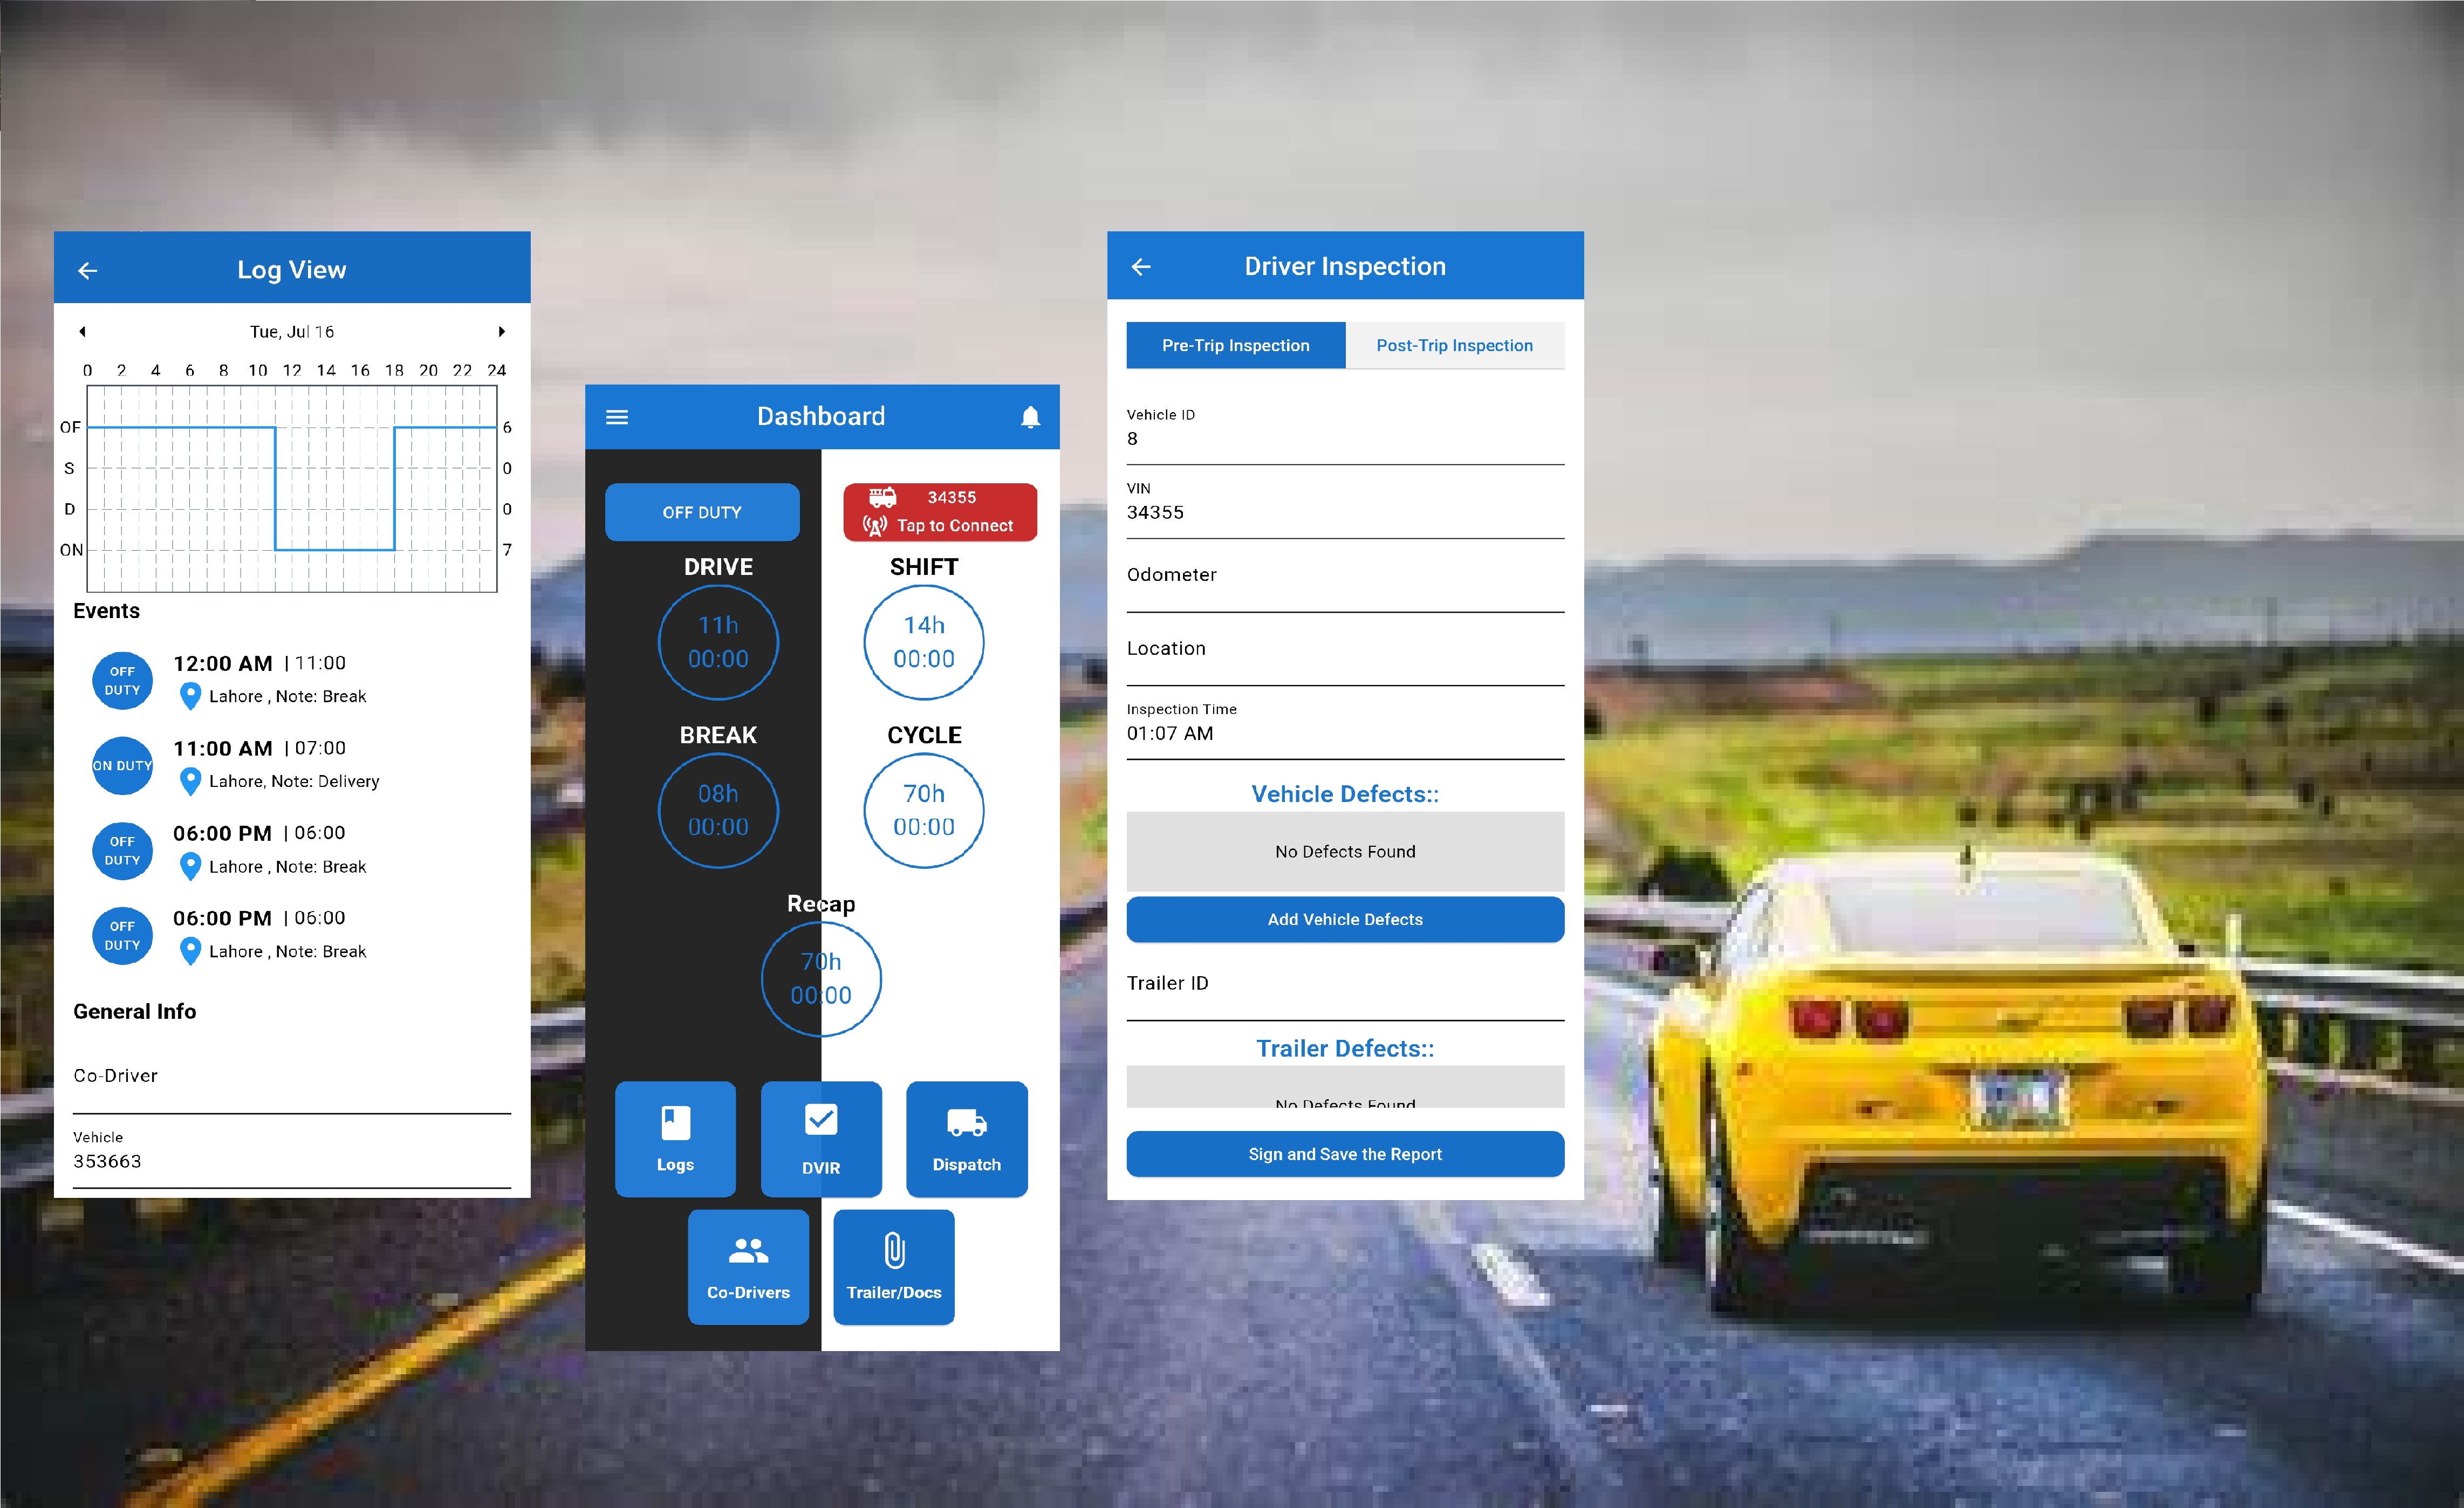 Log View
Tue, Jul 16
0 2 4 6 8 10 12 14 16 18 20 22 24
OF 6
S 0
D 0
ON 7
Events
OFF DUTY
12:00 AM | 11:00
Lahore , Note: Break
ON DUTY
11:00 AM | 07:00
Lahore, Note: Delivery
OFF DUTY
06:00 PM | 06:00
Lahore , Note: Break
OFF DUTY
06:00 PM | 06:00
Lahore , Note: Break
General Info
Co-Driver
Vehicle
353663
Dashboard
OFF DUTY
34355
Tap to Connect
DRIVE SHIFT
11h 14h
00:00 00:00
BREAK CYCLE
08h 70h
00:00 00:00
Recap
70h
00:00
Logs DVIR Dispatch
Co-Drivers Trailer/Docs
Driver Inspection
Pre-Trip Inspection Post-Trip Inspection
Vehicle ID
8
VIN
34355
Odometer
Location
Inspection Time
01:07 AM
Vehicle Defects::
No Defects Found
Add Vehicle Defects
Trailer ID
Trailer Defects::
No Defects Found
Sign and Save the Report